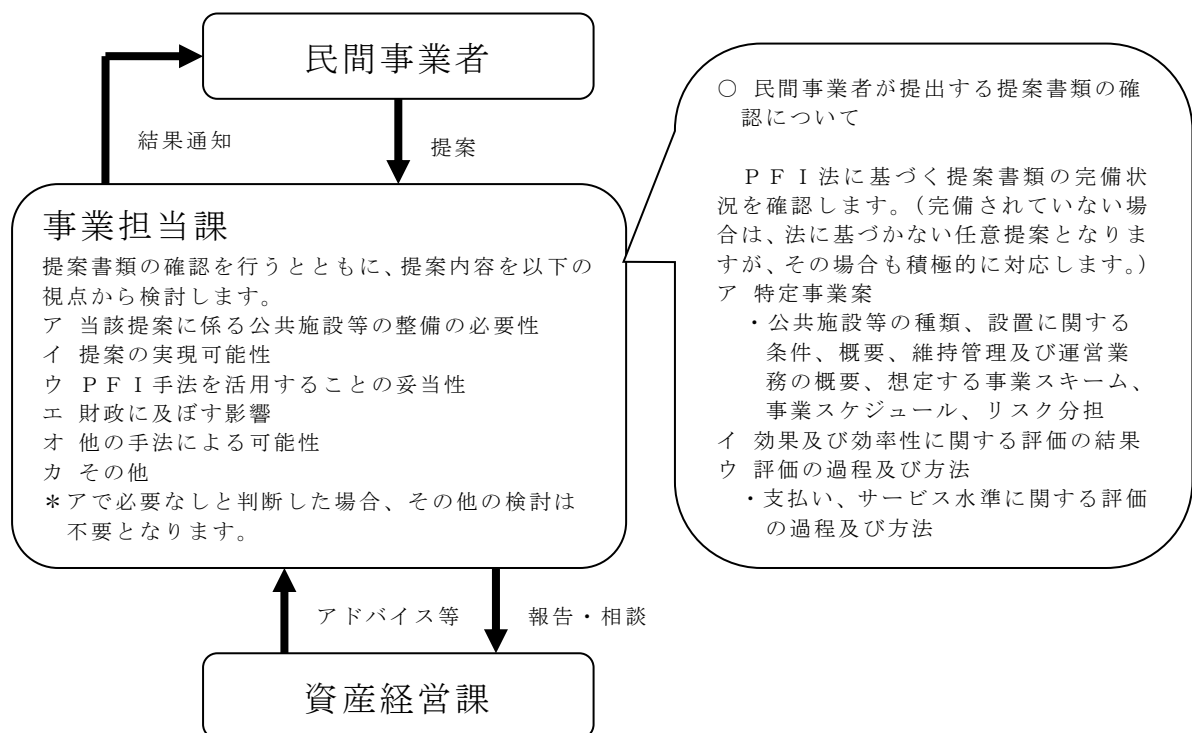 民間事業者
結果通知
提案
事業担当課
提案書類の確認を行うとともに、提案内容を以下の
視点から検討します。
ア 当該提案に係る公共施設等の整備の必要性
イ 提案の実現可能性
ウ ＰＦＩ手法を活用することの妥当性
エ 財政に及ぼす影響
オ 他の手法による可能性
カ その他
＊アで必要なしと判断した場合、その他の検討は
不要となります。
アドバイス等
報告・相談
資産経営課
○ 民間事業者が提出する提案書類の確
認について
ＰＦＩ法に基づく提案書類の完備状
況を確認します。（完備されていない場
合は、法に基づかない任意提案となりま
すが、その場合も積極的に対応します。）
ア 特定事業案
・公共施設等の種類、設置に関する
条件、概要、維持管理及び運営業
務の概要、想定する事業スキーム、
事業スケジュール、リスク分担
イ 効果及び効率性に関する評価の結果
ウ 評価の過程及び方法
・支払い、サービス水準に関する評価
の過程及び方法